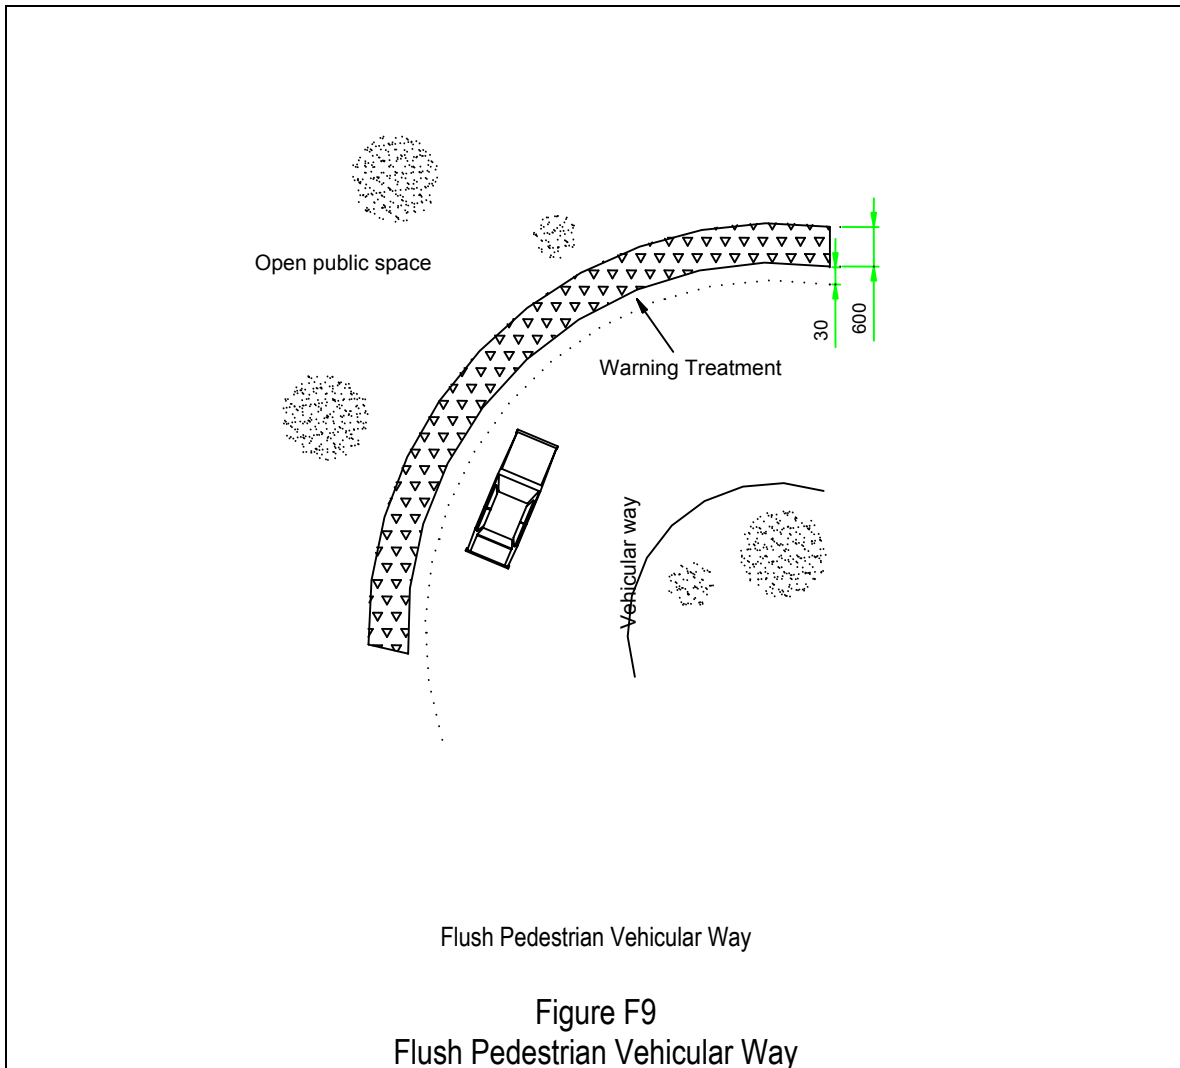 Open public space
30
600
Warning Treatment
Vehicular way
Flush Pedestrian Vehicular Way
Figure F9
Flush Pedestrian Vehicular Way